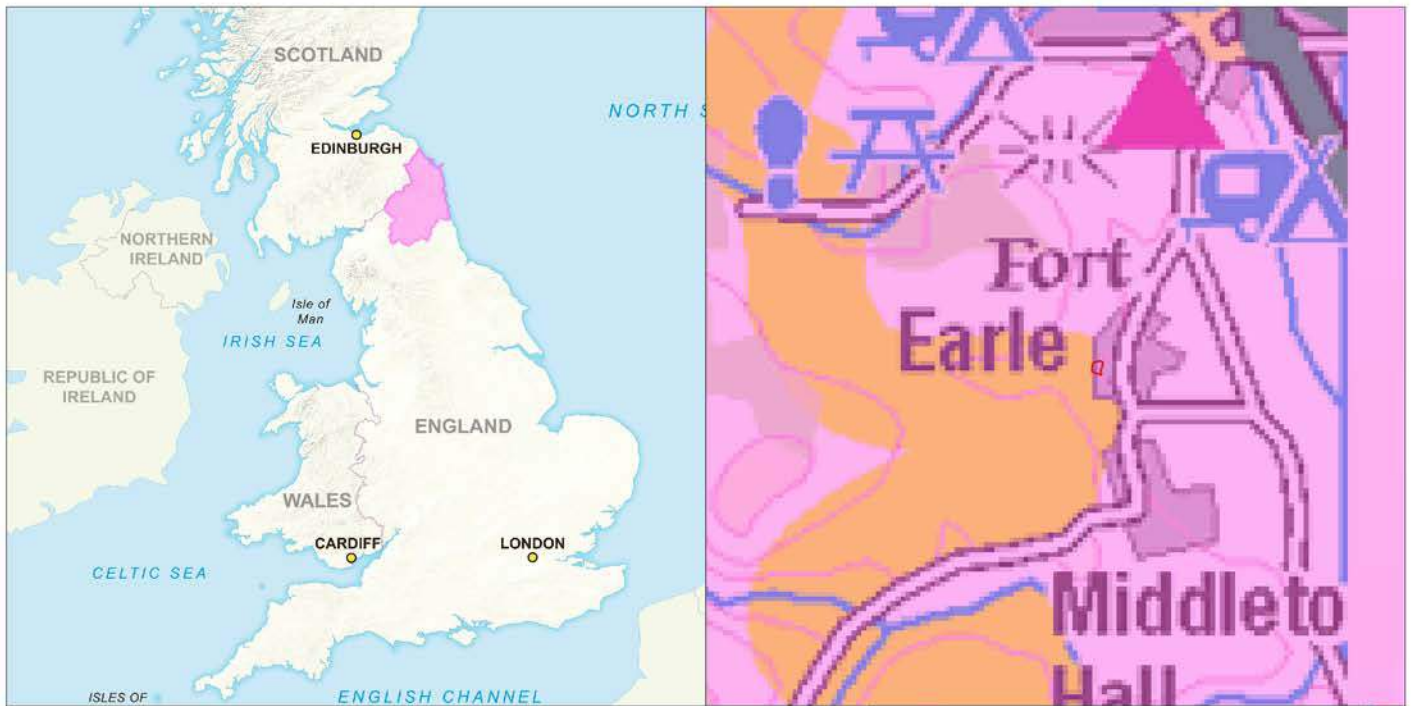 SCOTLAND
NORTH S
EDINBURGH
NORTHERN
IRELAND
Isle of
Man
IRISH SEA
REPUBLIC OF
IRELAND
ENGLAND
WALES
CARDIFF
LONDON
CELTIC SEA
ISLES OF
ENGLISH CHANNEL
Fort
Earle
Middleto
Hall